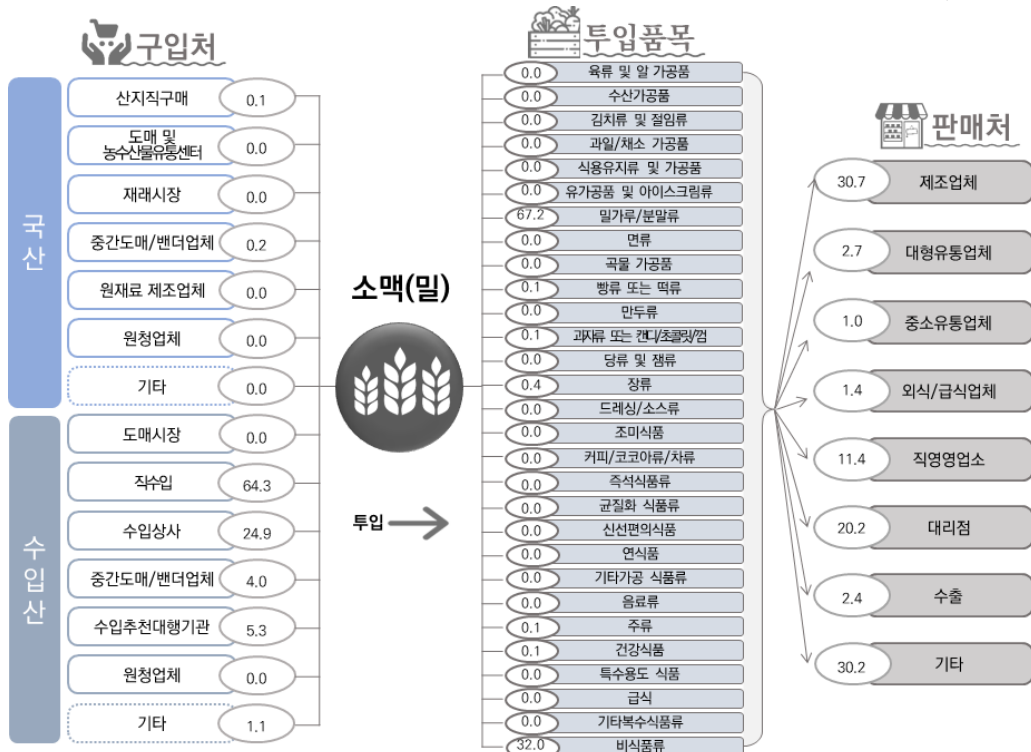 구입처
국산
산지직구매 0.1
도매 및
농수산물유통센터 0.0
재래시장 0.0
중간도매/밴더업체 0.2
원재료 제조업체 0.0
원청업체 0.0
기타 0.0
수입산
도매시장 0.0
직수입 64.3
수입상사 24.9
중간도매/밴더업체 4.0
수입추천대행기관 5.3
원청업체 0.0
기타 1.1
소맥(밀)
투입
투입품목
0.0 육류 및 알 가공품
0.0 수산가공품
0.0 김치류 및 절임류
0.0 과일/채소 가공품
0.0 식용유지류 및 가공품
0.0 유가공품 및 아이스크림류
67.2 밀가루/분말류
0.0 면류
0.0 곡물 가공품
0.1 빵류 또는 떡류
0.0 만두류
0.1 과자류 또는 캔디/초콜릿/껌
0.0 당류 및 잼류
0.4 장류
0.0 드레싱/소스류
0.0 조미식품
0.0 커피/코코아류/차류
0.0 즉석식품류
0.0 균질화 식품류
0.0 신선편의식품
0.0 연식품
0.0 기타가공 식품류
0.0 음료류
0.1 주류
0.1 건강식품
0.0 특수용도 식품
0.0 급식
0.0 기타복수식품류
32.0 비식품류
판매처
30.7 제조업체
2.7 대형유통업체
1.0 중소유통업체
1.4 외식/급식업체
11.4 직영영업소
20.2 대리점
2.4 수출
30.2 기타